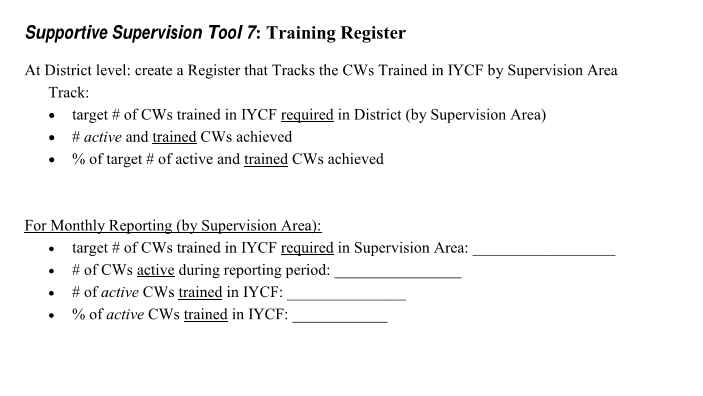 Supportive Supervision Tool 7: Training Register
At District level: create a Register that Tracks the CWs Trained in IYCF by Supervision Area
Track:
• target # of CWs trained in IYCF required in District (by Supervision Area)
• # active and trained CWs achieved
• % of target # of active and trained CWs achieved
For Monthly Reporting (by Supervision Area):
• target # of CWs trained in IYCF required in Supervision Area: __________________
• # of CWs active during reporting period: ________________
• # of active CWs trained in IYCF: _______________
• % of active CWs trained in IYCF: ____________